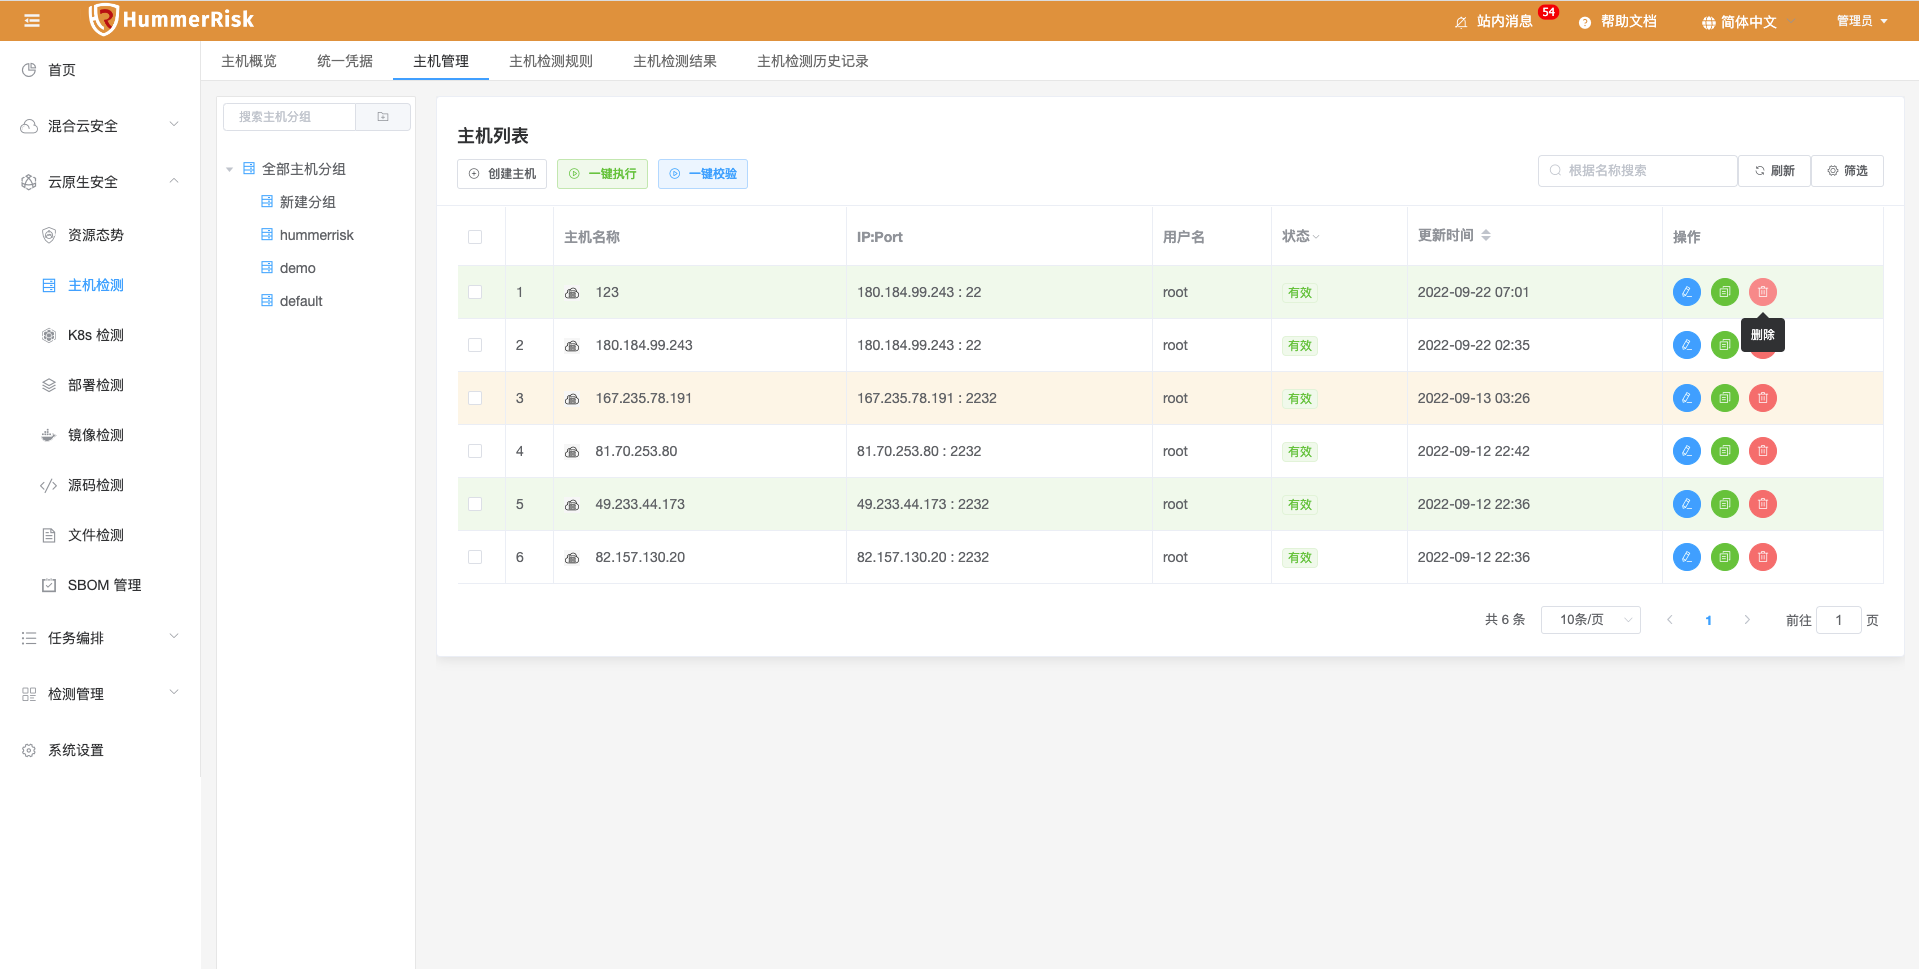 HummerRisk
站内消息
54
帮助文档
简体中文
管理员
首页
混合云安全
云原生安全
资源态势
主机检测
K8s 检测
部署检测
镜像检测
源码检测
文件检测
SBOM 管理
任务编排
检测管理
系统设置
主机概览
统一凭据
主机管理
主机检测规则
主机检测结果
主机检测历史记录
搜索主机分组
全部主机分组
新建分组
hummerrisk
demo
default
主机列表
创建主机
一键执行
一键校验
根据名称搜索
刷新
筛选
主机名称 IP:Port 用户名 状态 更新时间 操作
1 123 180.184.99.243 : 22 root 有效 2022-09-22 07:01
删除
2 180.184.99.243 180.184.99.243 : 22 root 有效 2022-09-22 02:35
3 167.235.78.191 167.235.78.191 : 2232 root 有效 2022-09-13 03:26
4 81.70.253.80 81.70.253.80 : 2232 root 有效 2022-09-12 22:42
5 49.233.44.173 49.233.44.173 : 2232 root 有效 2022-09-12 22:36
6 82.157.130.20 82.157.130.20 : 2232 root 有效 2022-09-12 22:36
共 6 条 10条/页 1 前往 1 页